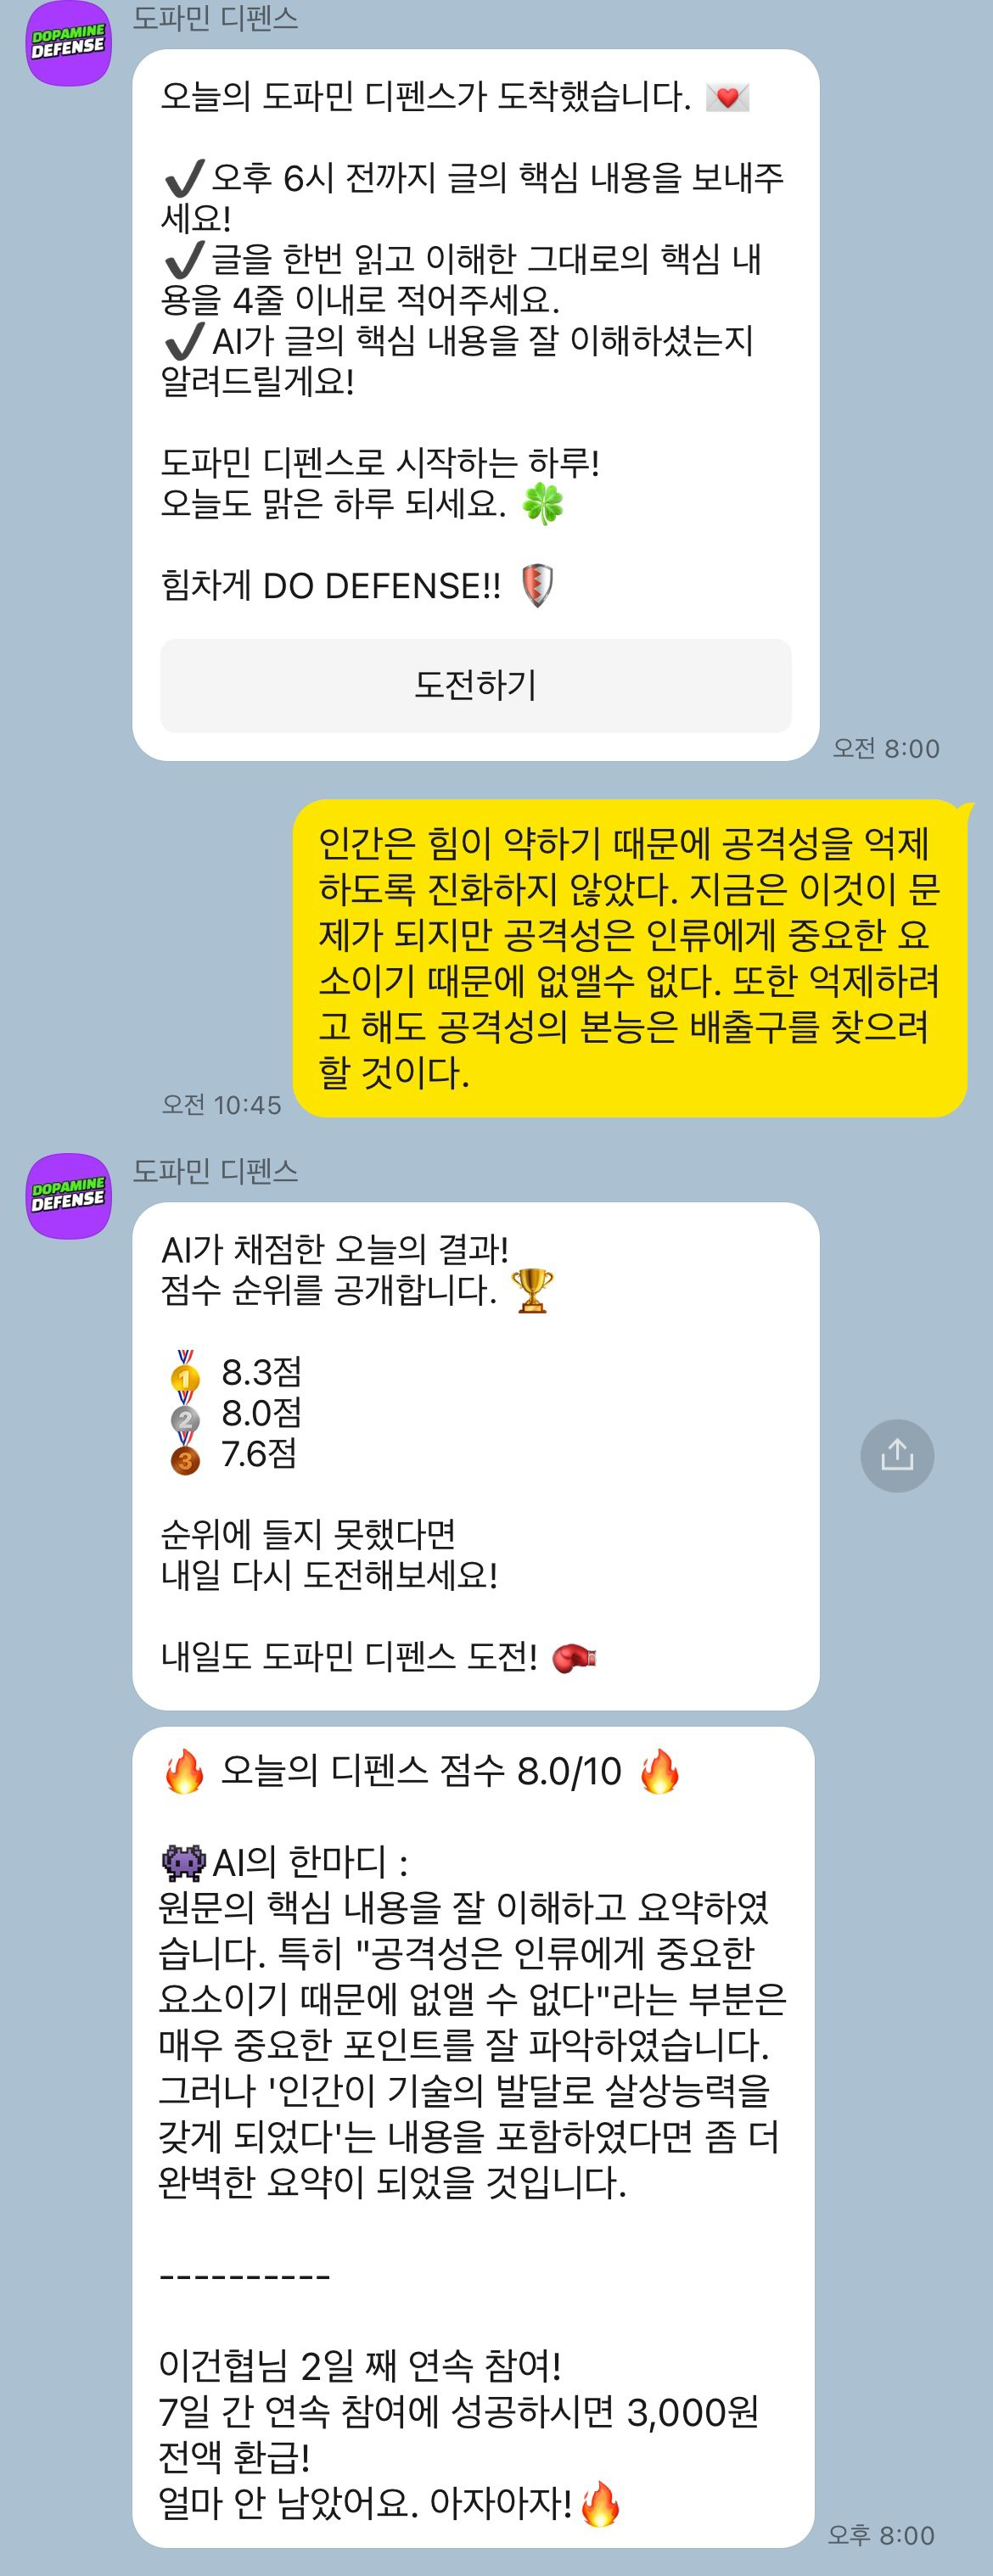 DOPAMINE
DEFENSE
도파민 디펜스
오늘의 도파민 디펜스가 도착했습니다. 💌
✔️오후 6시 전까지 글의 핵심 내용을 보내주
세요!
✔️글을 한번 읽고 이해한 그대로의 핵심 내
용을 4줄 이내로 적어주세요.
✔️AI가 글의 핵심 내용을 잘 이해하셨는지
알려드릴게요!
도파민 디펜스로 시작하는 하루!
오늘도 맑은 하루 되세요. 🍀
힘차게 DO DEFENSE!! 🛡️
도전하기
오전 8:00
인간은 힘이 약하기 때문에 공격성을 억제
하도록 진화하지 않았다. 지금은 이것이 문
제가 되지만 공격성은 인류에게 중요한 요
소이기 때문에 없앨수 없다. 또한 억제하려
고 해도 공격성의 본능은 배출구를 찾으려
할 것이다.
오전 10:45
DOPAMINE
DEFENSE
도파민 디펜스
AI가 채점한 오늘의 결과!
점수 순위를 공개합니다. 🏆
🥇 8.3점
🥈 8.0점
🥉 7.6점
순위에 들지 못했다면
내일 다시 도전해보세요!
내일도 도파민 디펜스 도전! 🥊
🔥 오늘의 디펜스 점수 8.0/10 🔥
👾AI의 한마디 :
원문의 핵심 내용을 잘 이해하고 요약하였
습니다. 특히 "공격성은 인류에게 중요한
요소이기 때문에 없앨 수 없다"라는 부분은
매우 중요한 포인트를 잘 파악하였습니다.
그러나 '인간이 기술의 발달로 살상능력을
갖게 되었다'는 내용을 포함하였다면 좀 더
완벽한 요약이 되었을 것입니다.
----------
이건협님 2일 째 연속 참여!
7일 간 연속 참여에 성공하시면 3,000원
전액 환급!
얼마 안 남았어요. 아자아자!🔥
오후 8:00